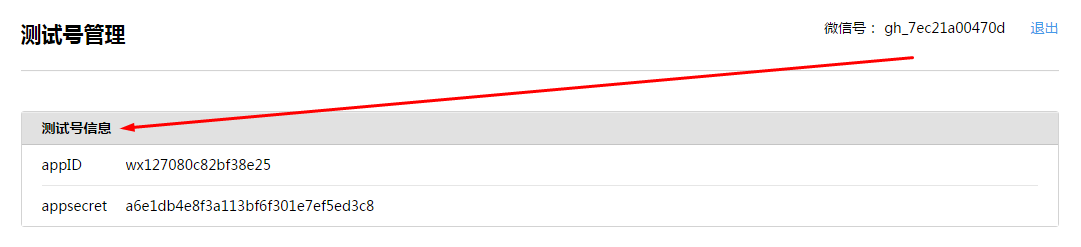 测试号管理
微信号： gh_7ec21a00470d 退出
测试号信息
appID wx127080c82bf38e25
appsecret a6e1db4e8f3a113bf6f301e7ef5ed3c8